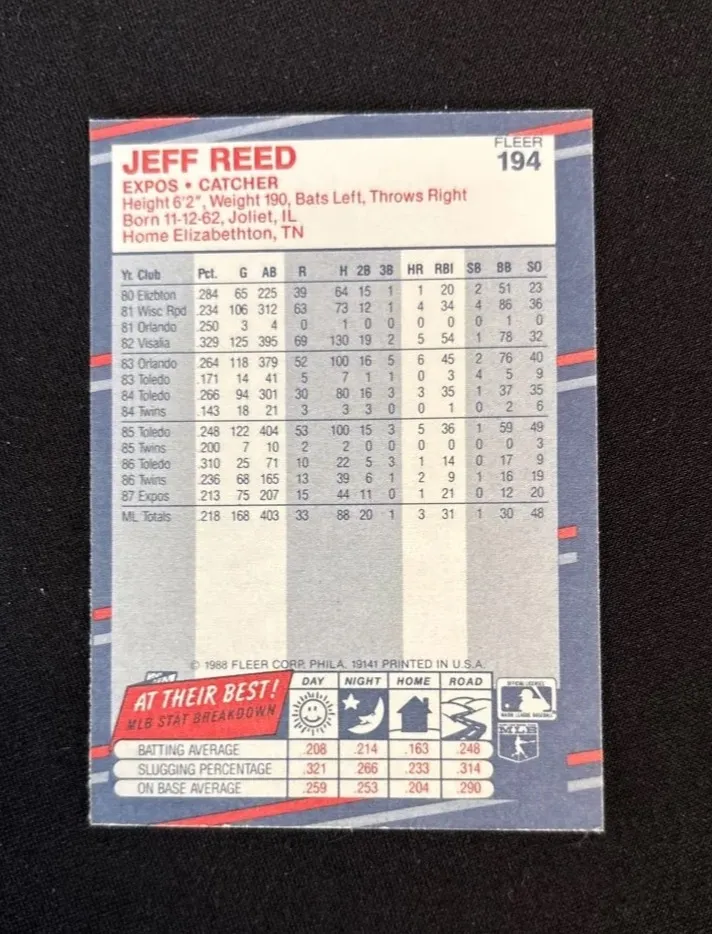 FLEER
194
JEFF REED
EXPOS • CATCHER
Height 6'2", Weight 190, Bats Left, Throws Right
Born 11-12-62, Joliet, IL
Home Elizabethton, TN
Yr. Club Pct. G AB R H 2B 3B HR RBI SB BB SO
80 Elizbton .284 65 225 39 64 15 1 1 20 2 51 23
81 Wisc Rpd .234 106 312 63 73 12 1 4 34 4 86 36
81 Orlando .250 3 4 0 1 0 0 0 0 0 1 0
82 Visalia .329 125 395 69 130 19 2 5 54 1 78 32
83 Orlando .264 118 379 52 100 16 5 6 45 2 76 40
83 Toledo .171 14 41 5 7 1 1 0 3 4 5 9
84 Toledo .266 94 301 30 80 16 3 3 35 1 37 35
84 Twins .143 18 21 3 3 3 0 0 1 0 2 6
85 Toledo .248 122 404 53 100 15 3 5 36 1 59 49
85 Twins .200 7 10 2 2 0 0 0 0 0 0 3
86 Toledo .310 25 71 10 22 5 3 1 14 0 17 9
86 Twins .236 68 165 13 39 6 1 2 9 1 16 19
87 Expos .213 75 207 15 44 11 0 1 21 0 12 20
ML Totals .218 168 403 33 88 20 1 3 31 1 30 48
© 1988 FLEER CORP. PHILA. 19141 PRINTED IN U.S.A.
AT THEIR BEST!
MLB STAT BREAKDOWN
DAY NIGHT HOME ROAD
BATTING AVERAGE .208 .214 .163 .248
SLUGGING PERCENTAGE .321 .266 .233 .314
ON BASE AVERAGE .259 .253 .204 .290
MLB